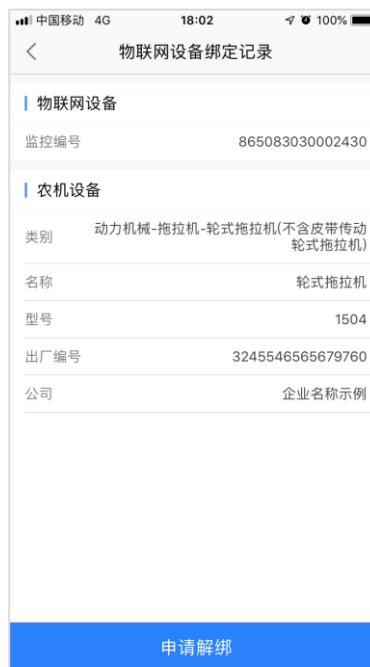 中国移动 4G 18:02 100%
物联网设备绑定记录
物联网设备
监控编号 865083030002430
农机设备
类别 动力机械-拖拉机-轮式拖拉机(不含皮带传动
轮式拖拉机)
名称 轮式拖拉机
型号 1504
出厂编号 3245546565679760
公司 企业名称示例
申请解绑